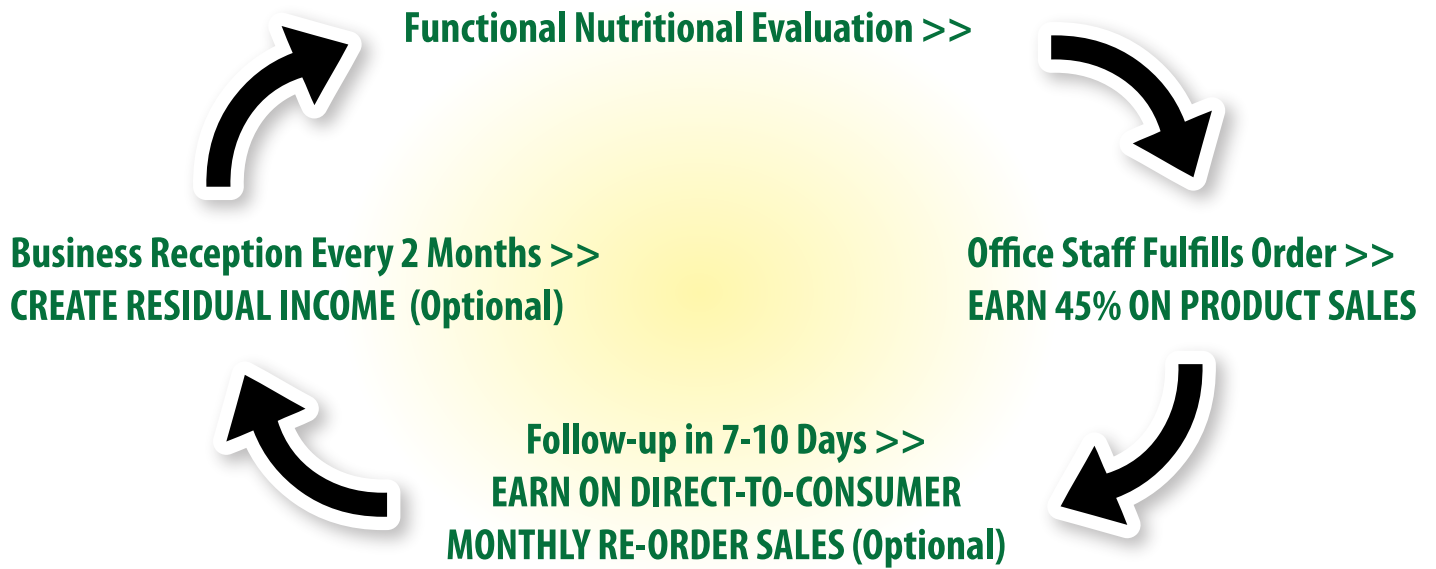 Functional Nutritional Evaluation >>
Business Reception Every 2 Months >>
CREATE RESIDUAL INCOME (Optional)
Office Staff Fulfills Order >>
EARN 45% ON PRODUCT SALES
Follow-up in 7-10 Days >>
EARN ON DIRECT-TO-CONSUMER
MONTHLY RE-ORDER SALES (Optional)